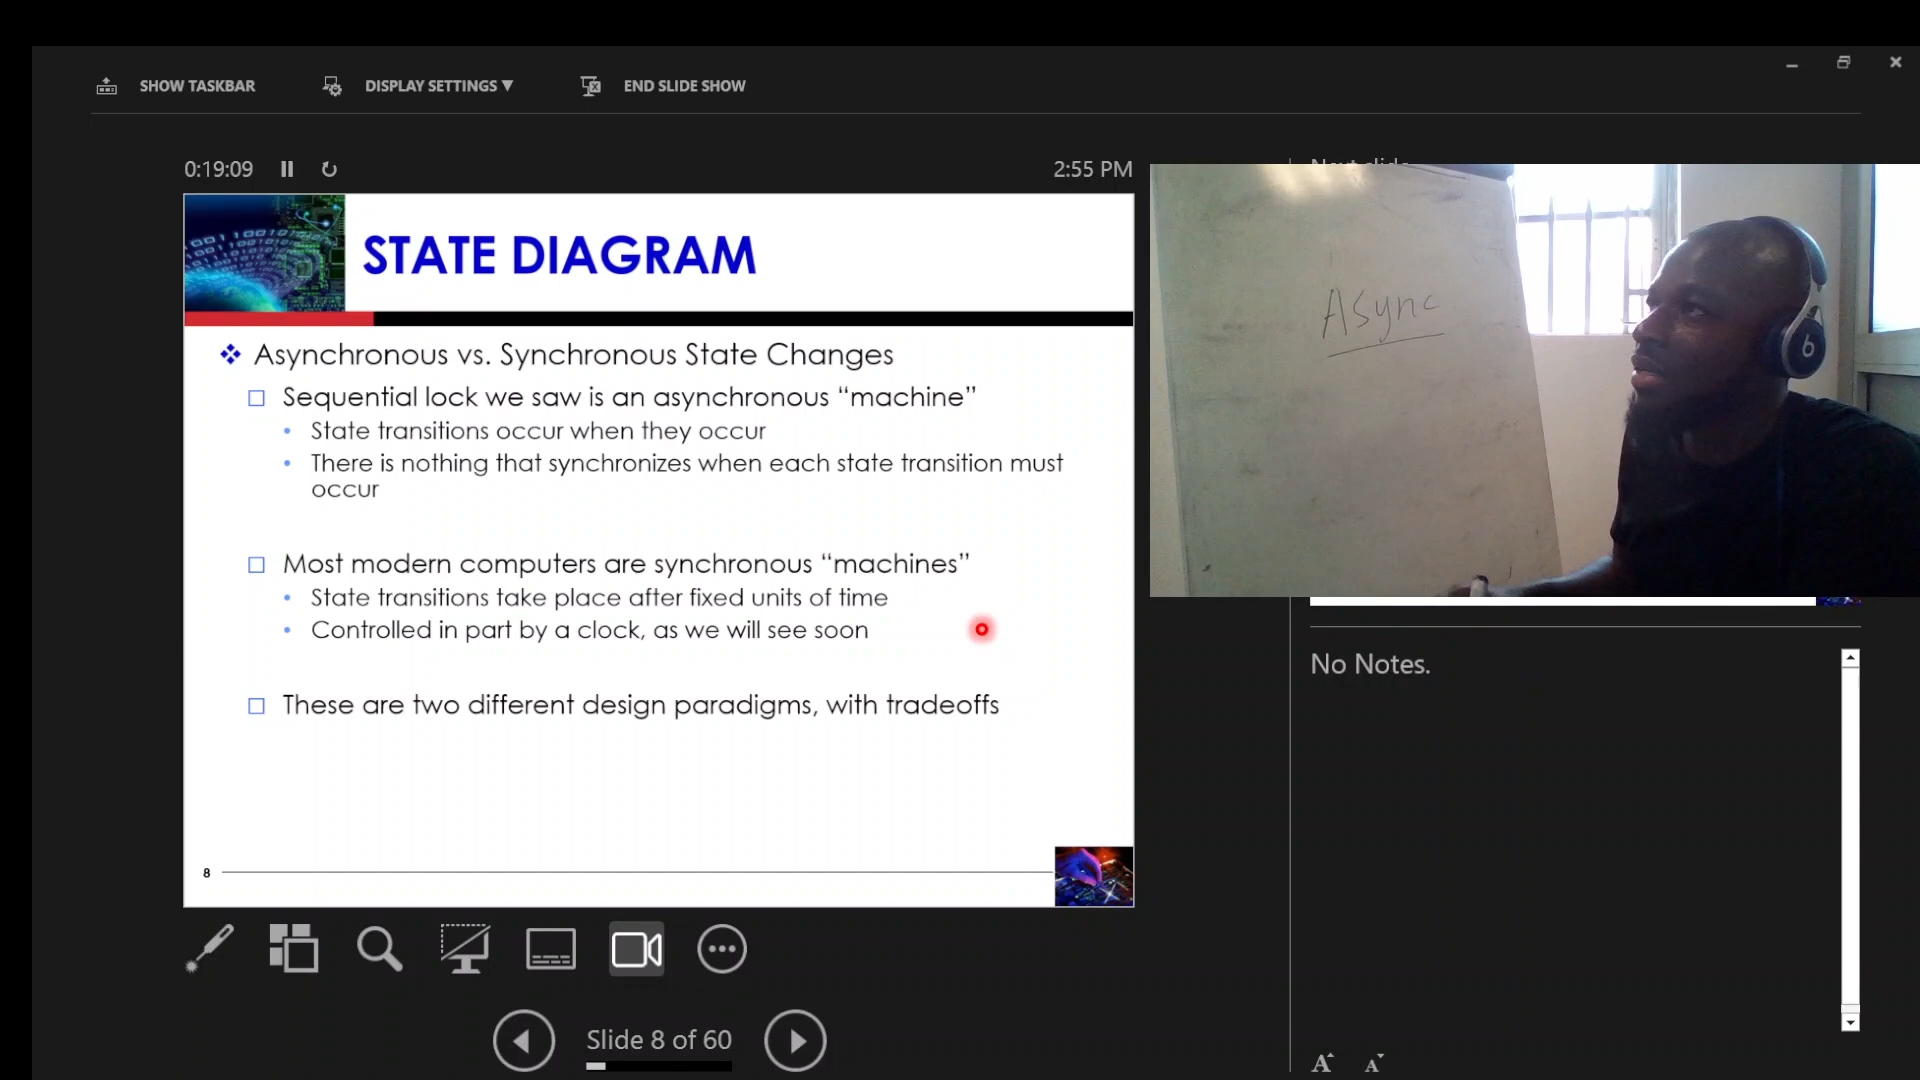 SHOW TASKBAR
DISPLAY SETTINGS ▼
END SLIDE SHOW
0:19:09
2:55 PM
Next slide
STATE DIAGRAM
Asynchronous vs. Synchronous State Changes
Sequential lock we saw is an asynchronous “machine”
State transitions occur when they occur
There is nothing that synchronizes when each state transition must
occur
Most modern computers are synchronous “machines”
State transitions take place after fixed units of time
Controlled in part by a clock, as we will see soon
These are two different design paradigms, with tradeoffs
8
Async
No Notes.
Slide 8 of 60
A
A